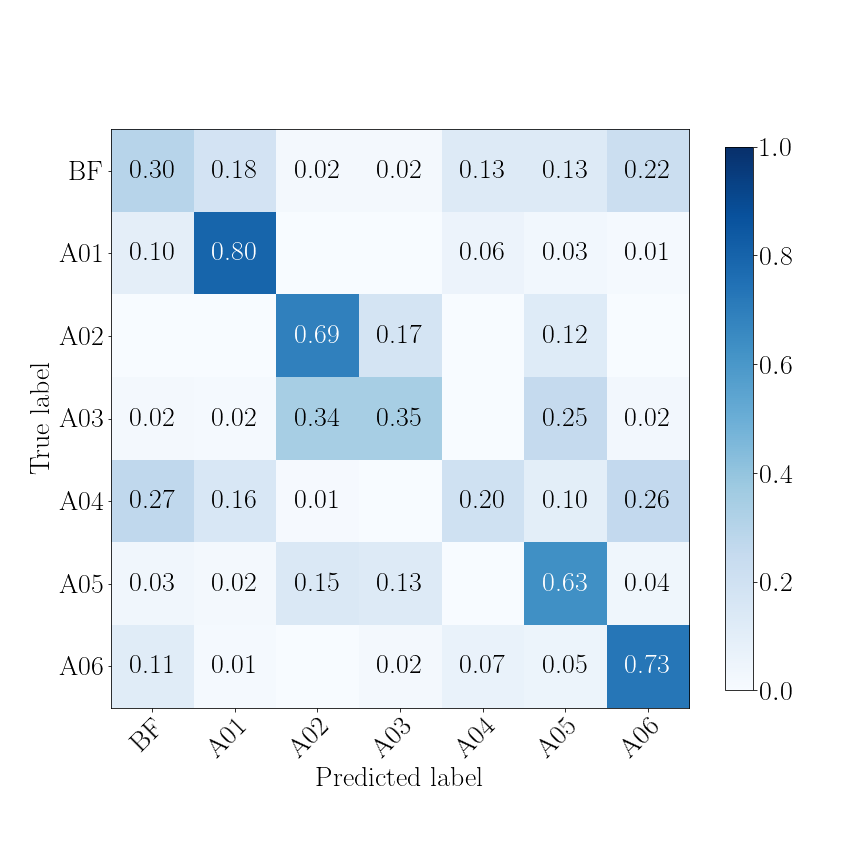 BF 0.30 0.18 0.02 0.02 0.13 0.13 0.22
A01 0.10 0.80 0.06 0.03 0.01
A02 0.69 0.17 0.12
A03 0.02 0.02 0.34 0.35 0.25 0.02
A04 0.27 0.16 0.01 0.20 0.10 0.26
A05 0.03 0.02 0.15 0.13 0.63 0.04
A06 0.11 0.01 0.02 0.07 0.05 0.73
BF A01 A02 A03 A04 A05 A06
Predicted label
True label
1.0
0.8
0.6
0.4
0.2
0.0